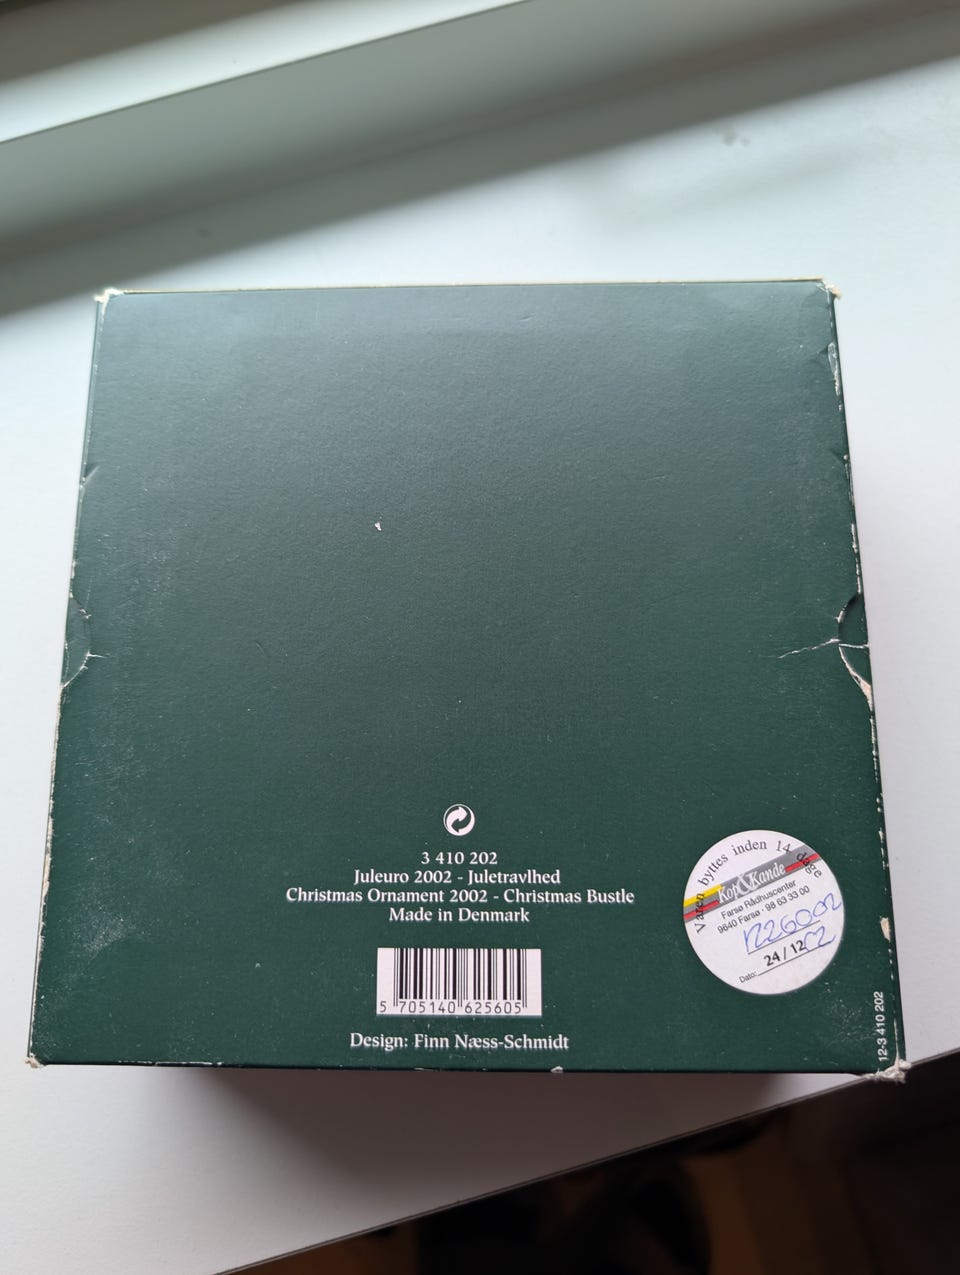 3 410 202
Juleuro 2002 - Juletravlhed
Christmas Ornament 2002 - Christmas Bustle
Made in Denmark
5 705140 625605
Design: Finn Næss-Schmidt
Varen byttes inden 14 dage
Kop&Kande
Farsø Rådhuscenter
9640 Farsø - 98 63 33 00
Dato: 24/12
12-3 410 202